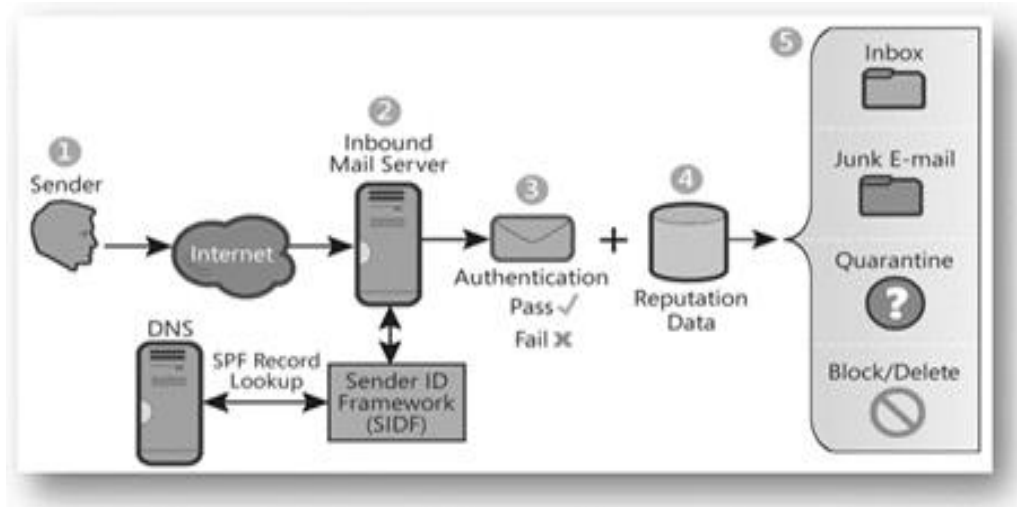 1
Sender
Internet
2
Inbound
Mail Server
DNS
SPF Record
Lookup
Sender ID
Framework
(SIDF)
3
Authentication
Pass ✓
Fail ✖
+
4
Reputation
Data
5
Inbox
Junk E-mail
Quarantine
?
Block/Delete